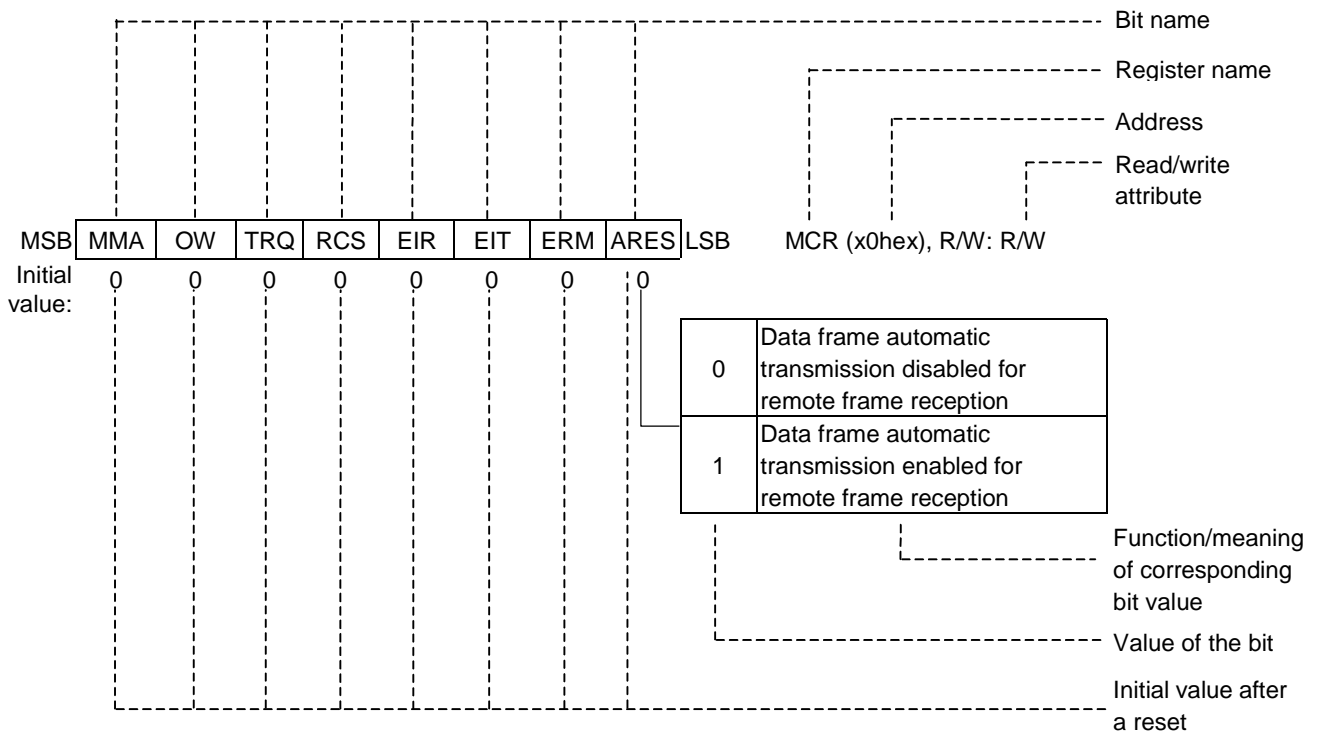 Bit name
Register name
Address
Read/write
attribute
MSB MMA OW TRQ RCS EIR EIT ERM ARES LSB MCR (x0hex), R/W: R/W
Initial
value:
0 0 0 0 0 0 0 0
0
Data frame automatic
transmission disabled for
remote frame reception
1
Data frame automatic
transmission enabled for
remote frame reception
Function/meaning
of corresponding
bit value
Value of the bit
Initial value after
a reset